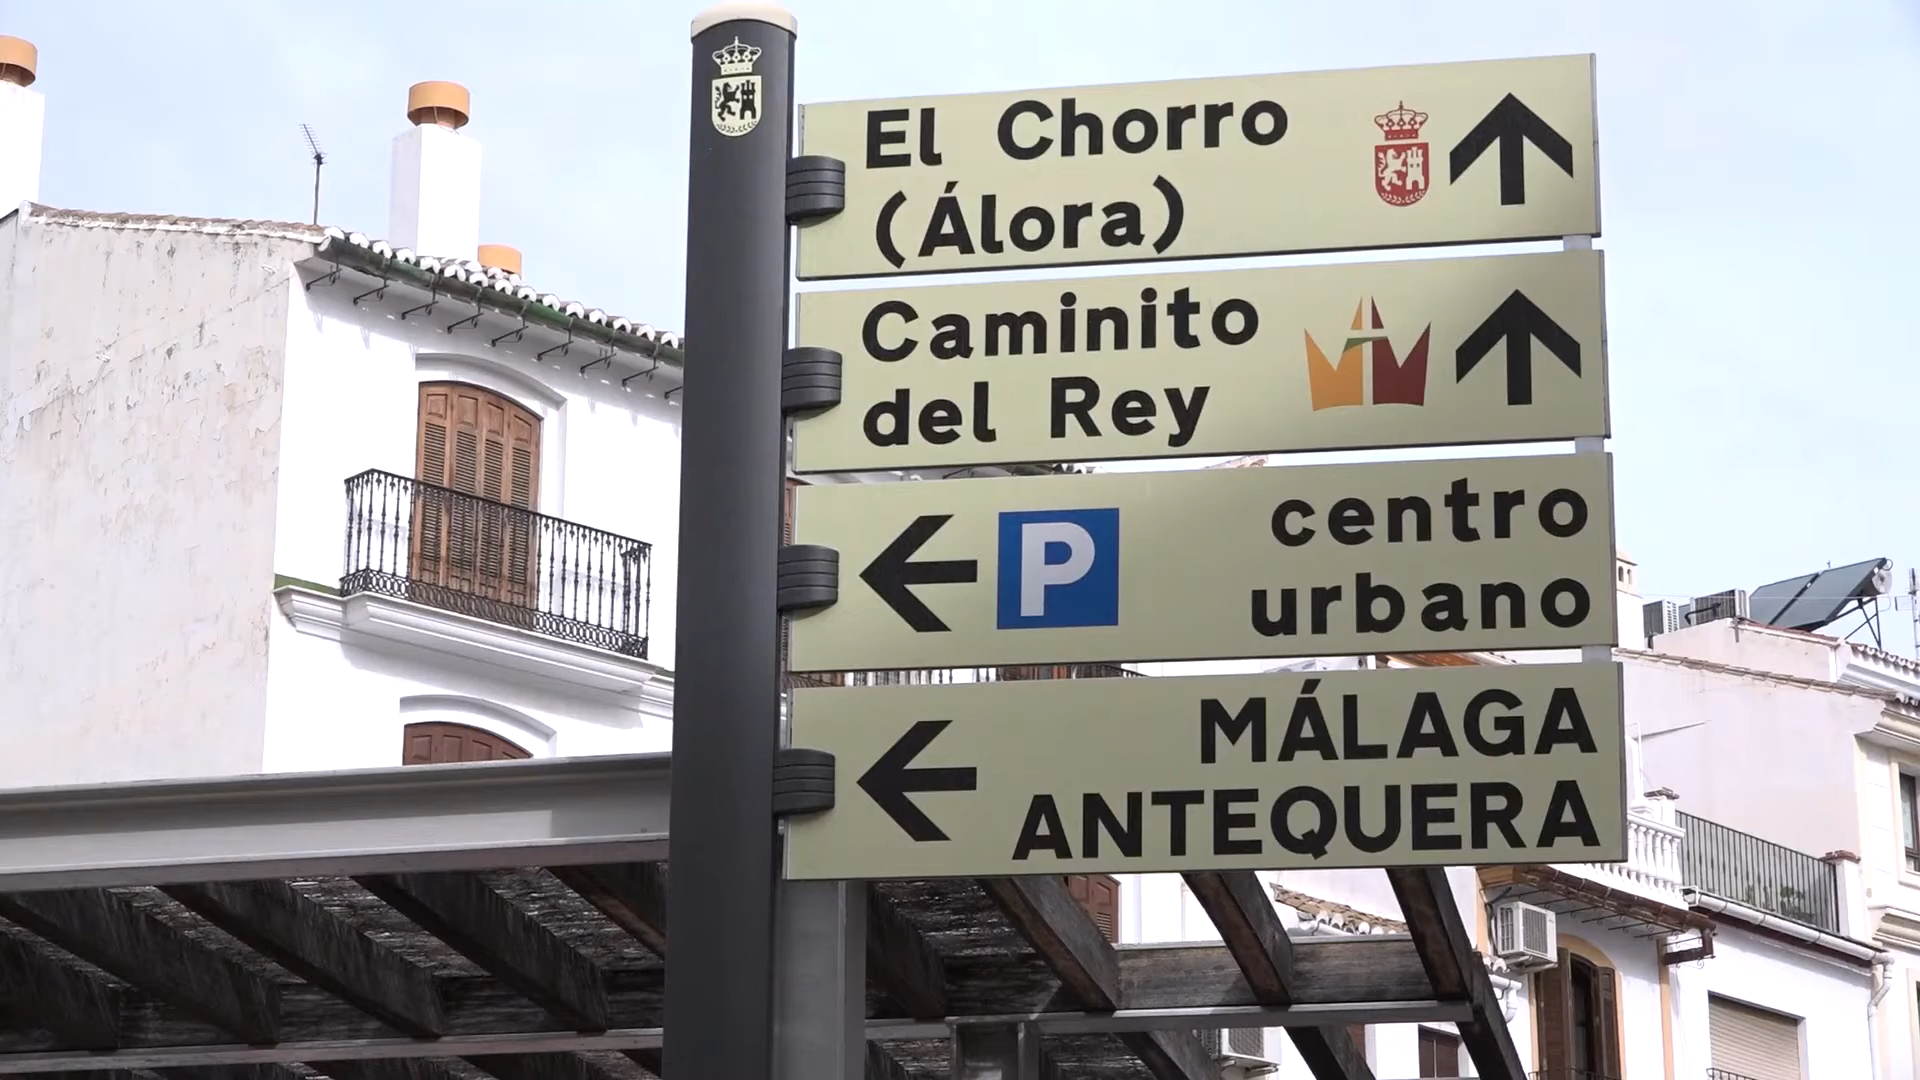 El Chorro
(Álora)
Caminito
del Rey
P
centro
urbano
MÁLAGA
ANTEQUERA